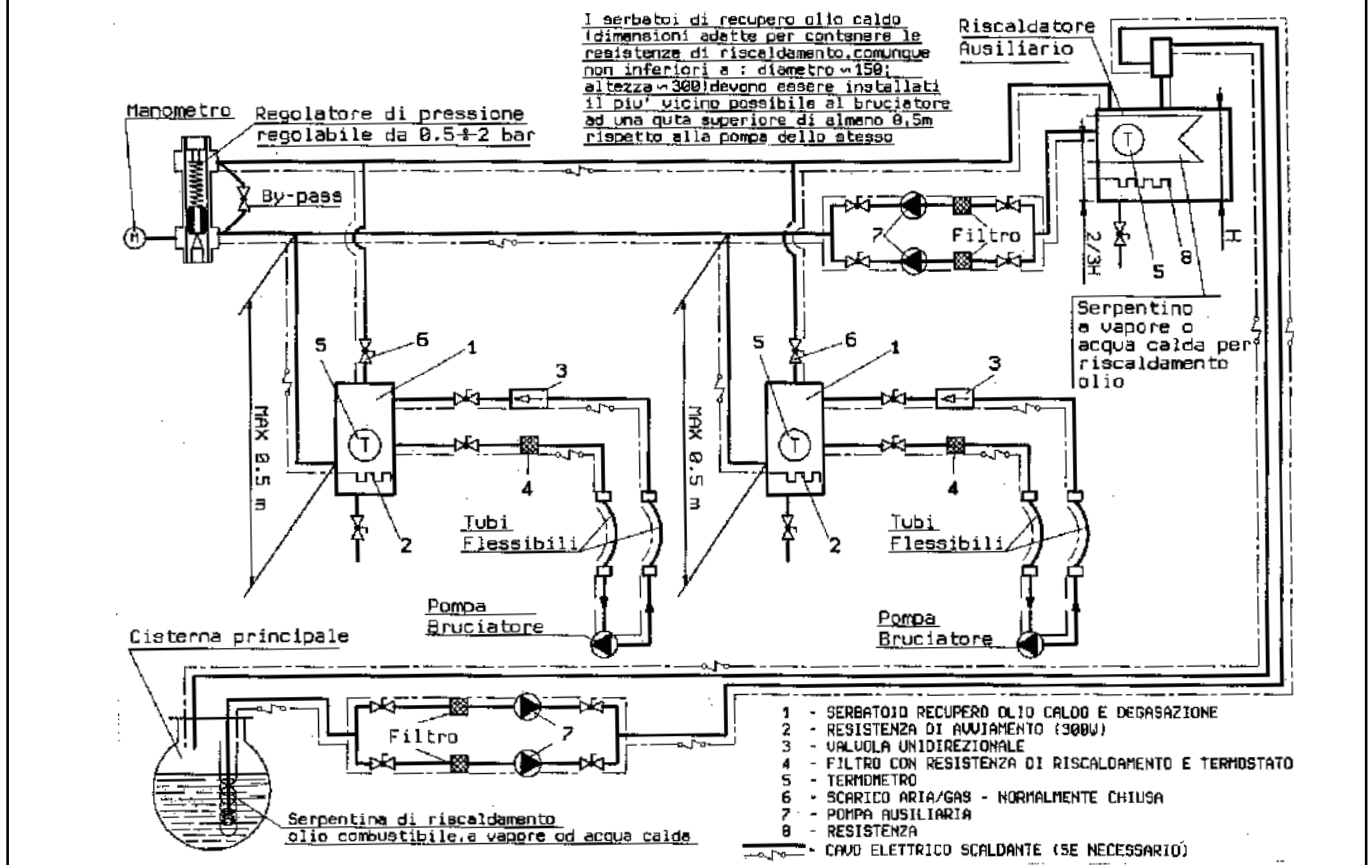 I serbatoi di recupero olio caldo
(dimensioni adatte per contenere le
resistenze di riscaldamento,comunque
non inferiori a : diametro ~150;
altezza ~ 300)devono essere installati
il piu' vicino possibile al bruciatore
ad una quta superiore di almeno 0,5m
rispetto alla pompa dello stesso
Riscaldatore
Ausiliario
Manometro
Regolatore di pressione
regolabile da 0.5÷2 bar
By-pass
M
T
7
Filtro
2/3H
5
8
H
Serpentino
a vapore o
acqua calda per
riscaldamento
olio
5
6
1
3
T
MAX 0.5 m
4
2
Tubi
Flessibili
Pompa
Bruciatore
5
6
1
3
T
MAX 0.5 m
4
2
Tubi
Flessibili
Pompa
Bruciatore
Cisterna principale
Filtro
7
Serpentina di riscaldamento
olio combustibile,a vapore od acqua calda
1 - SERBATOIO RECUPERO OLIO CALDO E DEGASAZIONE
2 - RESISTENZA DI AVVIAMENTO (300W)
3 - VALVOLA UNIDIREZIONALE
4 - FILTRO CON RESISTENZA DI RISCALDAMENTO E TERMOSTATO
5 - TERMOMETRO
6 - SCARICO ARIA/GAS - NORMALMENTE CHIUSA
7 - POMPA AUSILIARIA
8 - RESISTENZA
- CAVO ELETTRICO SCALDANTE (SE NECESSARIO)